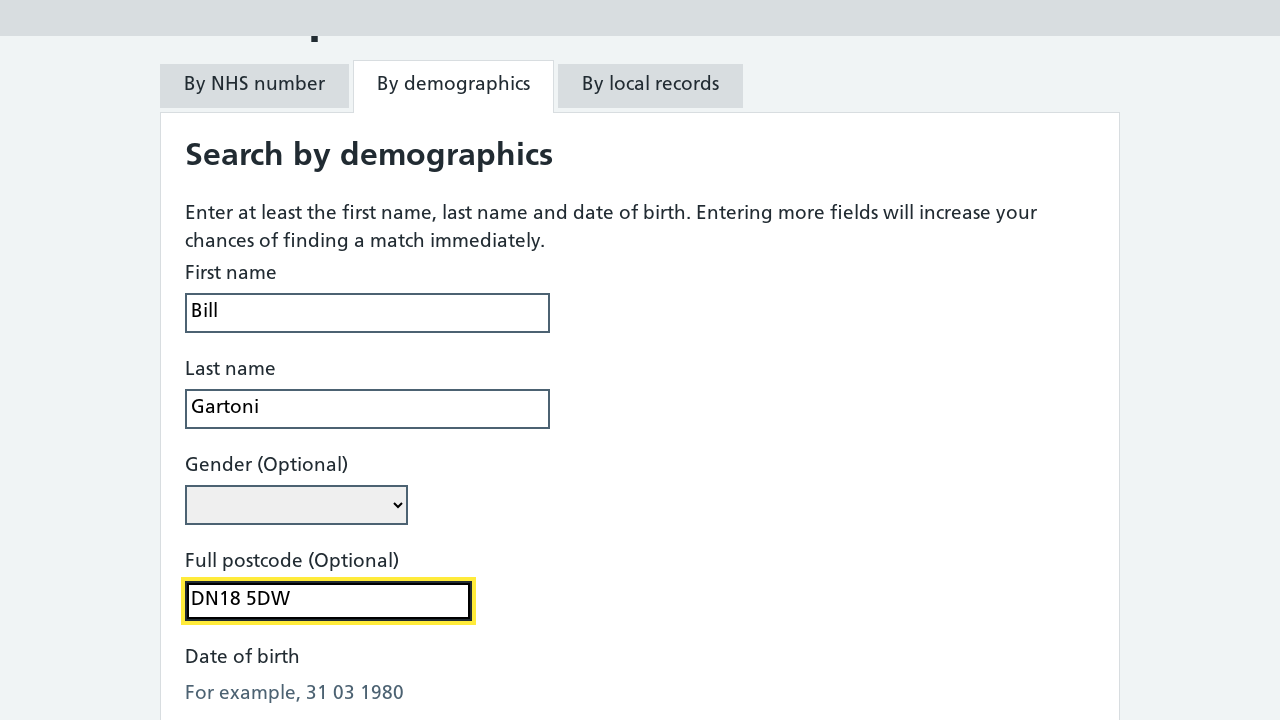 By NHS number
By demographics
By local records
Search by demographics
Enter at least the first name, last name and date of birth. Entering more fields will increase your
chances of finding a match immediately.
First name
Bill
Last name
Gartoni
Gender (Optional)
Full postcode (Optional)
DN18 5DW
Date of birth
For example, 31 03 1980